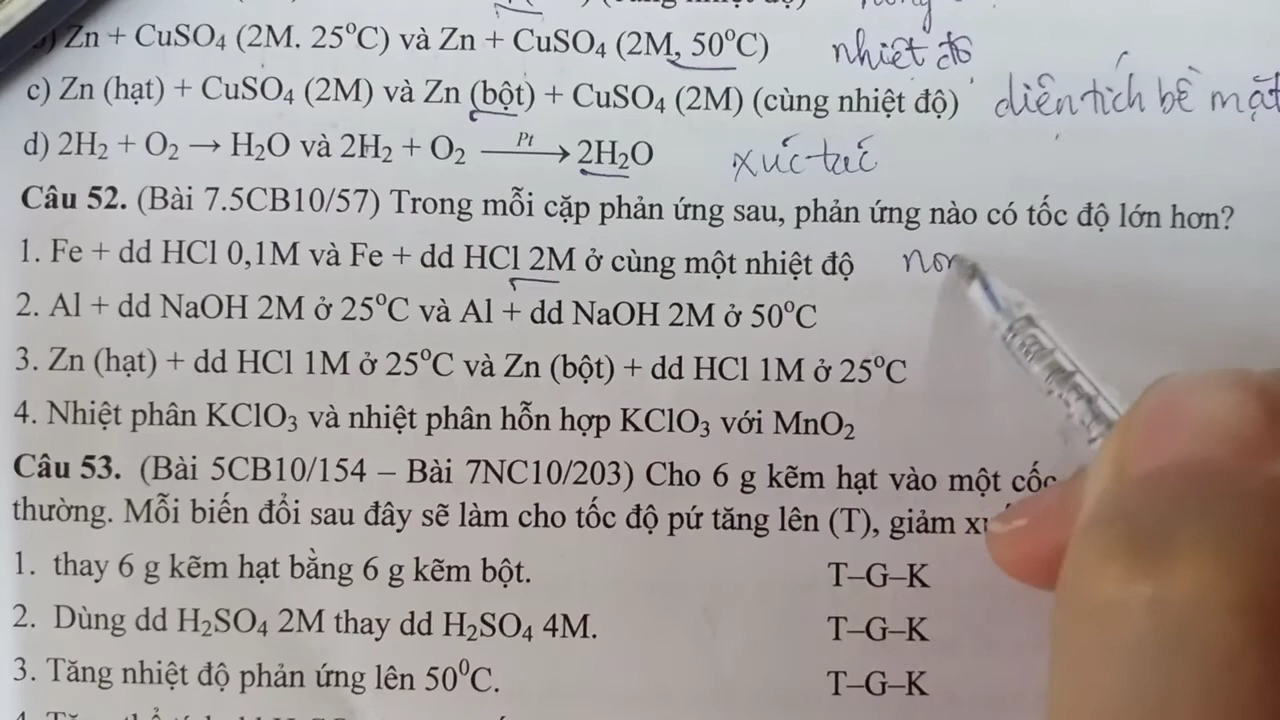 b) Zn + CuSO₄ (2M. 25°C) và Zn + CuSO₄ (2M, 50°C) nhiệt độ
c) Zn (hạt) + CuSO₄ (2M) và Zn (bột) + CuSO₄ (2M) (cùng nhiệt độ) diện tích bề mặt
d) 2H₂ + O₂ → H₂O và 2H₂ + O₂ —Pt→ 2H₂O xúc tác
Câu 52. (Bài 7.5CB10/57) Trong mỗi cặp phản ứng sau, phản ứng nào có tốc độ lớn hơn?
1. Fe + dd HCl 0,1M và Fe + dd HCl 2M ở cùng một nhiệt độ
2. Al + dd NaOH 2M ở 25°C và Al + dd NaOH 2M ở 50°C
3. Zn (hạt) + dd HCl 1M ở 25°C và Zn (bột) + dd HCl 1M ở 25°C
4. Nhiệt phân KClO₃ và nhiệt phân hỗn hợp KClO₃ với MnO₂
Câu 53. (Bài 5CB10/154 – Bài 7NC10/203) Cho 6 g kẽm hạt vào một cốc
thường. Mỗi biến đổi sau đây sẽ làm cho tốc độ pứ tăng lên (T), giảm
1. thay 6 g kẽm hạt bằng 6 g kẽm bột. T–G–K
2. Dùng dd H₂SO₄ 2M thay dd H₂SO₄ 4M. T–G–K
3. Tăng nhiệt độ phản ứng lên 50⁰C. T–G–K